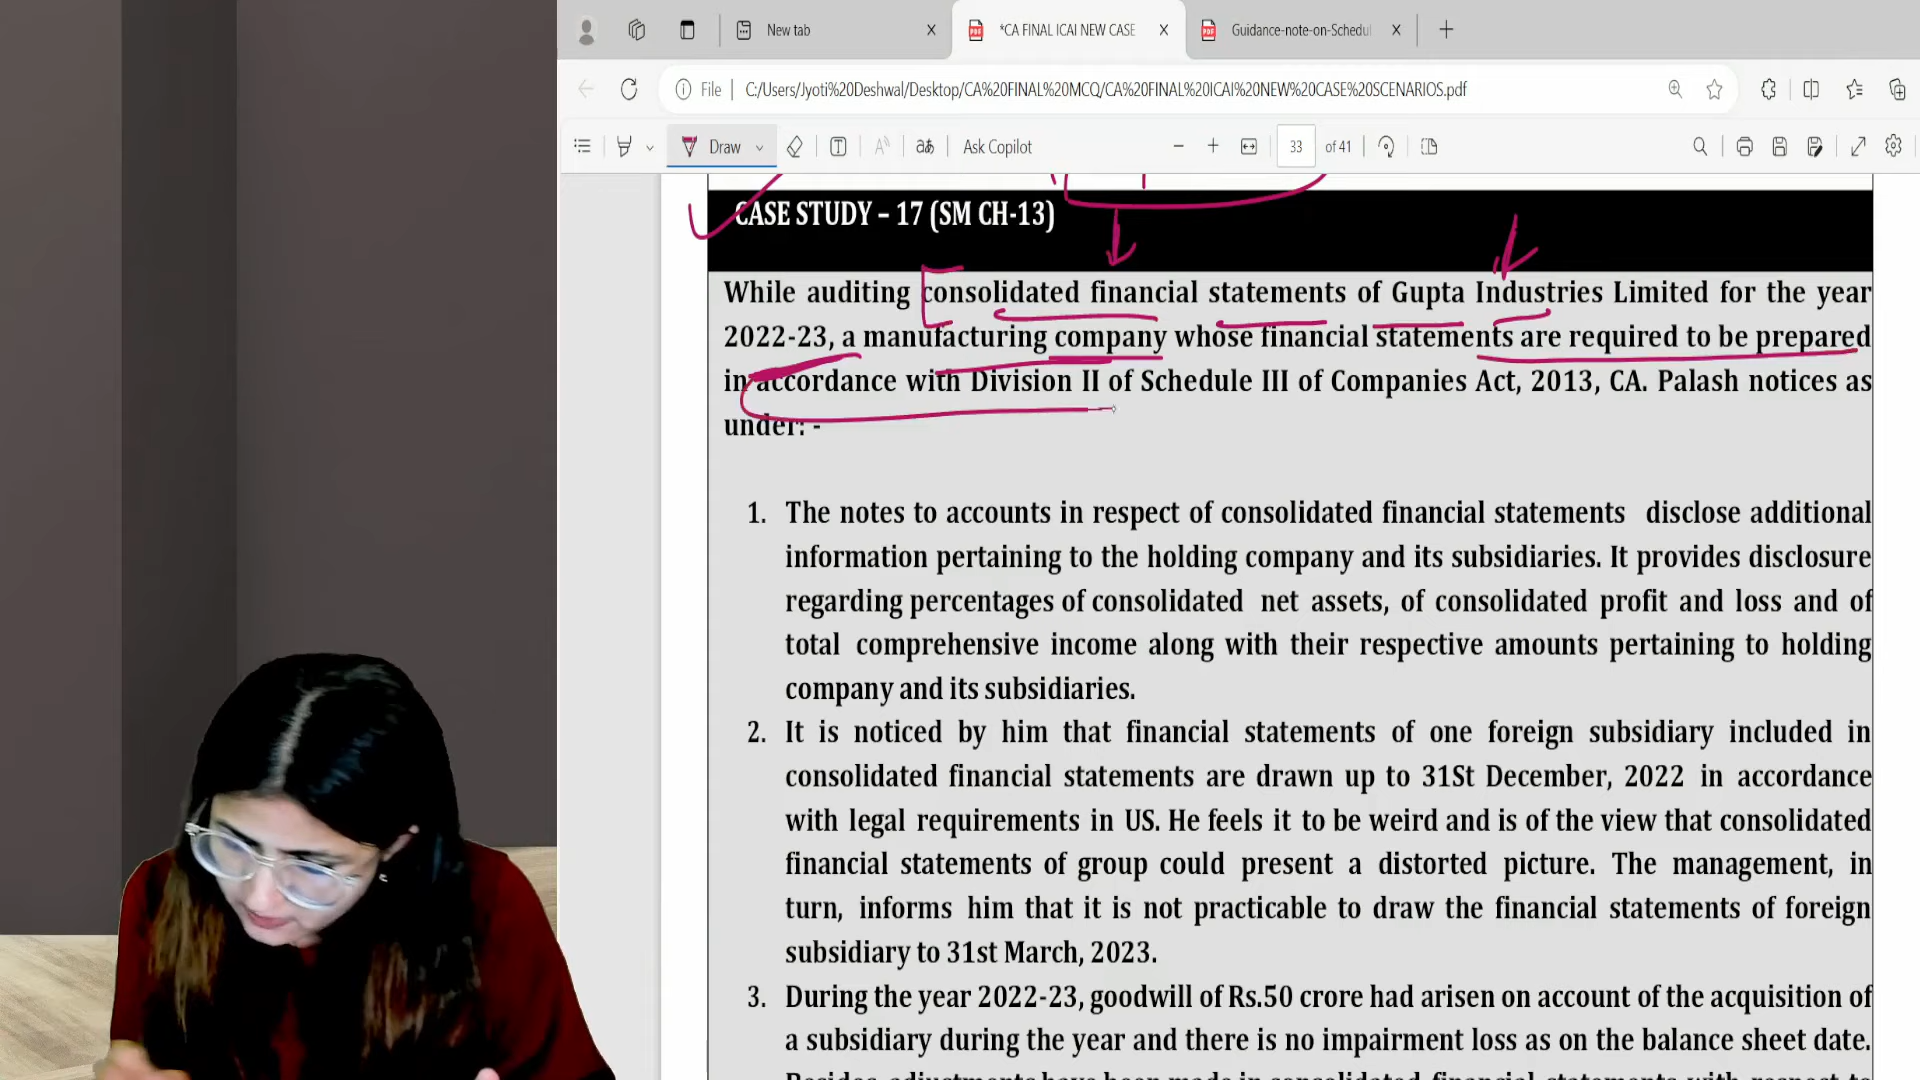 New tab
*CA FINAL ICAI NEW CASE
Guidance-note-on-Schedul
File
C:/Users/Jyoti%20Deshwal/Desktop/CA%20FINAL%20MCQ/CA%20FINAL%20ICAI%20NEW%20CASE%20SCENARIOS.pdf
Draw
Ask Copilot
33 of 41
CASE STUDY – 17 (SM CH-13)
While auditing consolidated financial statements of Gupta Industries Limited for the year
2022-23, a manufacturing company whose financial statements are required to be prepared
in accordance with Division II of Schedule III of Companies Act, 2013, CA. Palash notices as
under: -
1. The notes to accounts in respect of consolidated financial statements disclose additional
information pertaining to the holding company and its subsidiaries. It provides disclosure
regarding percentages of consolidated net assets, of consolidated profit and loss and of
total comprehensive income along with their respective amounts pertaining to holding
company and its subsidiaries.
2. It is noticed by him that financial statements of one foreign subsidiary included in
consolidated financial statements are drawn up to 31St December, 2022 in accordance
with legal requirements in US. He feels it to be weird and is of the view that consolidated
financial statements of group could present a distorted picture. The management, in
turn, informs him that it is not practicable to draw the financial statements of foreign
subsidiary to 31st March, 2023.
3. During the year 2022-23, goodwill of Rs.50 crore had arisen on account of the acquisition of
a subsidiary during the year and there is no impairment loss as on the balance sheet date.